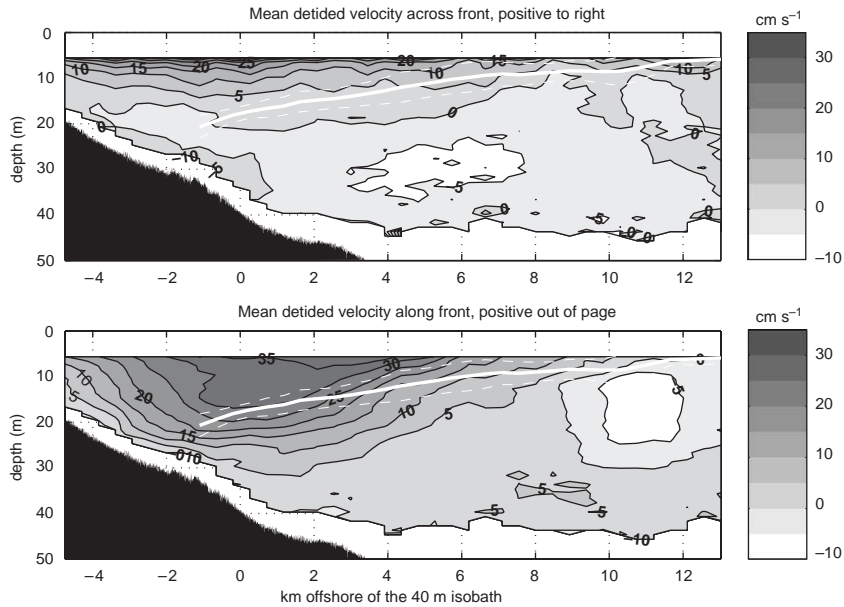 Mean detided velocity across front, positive to right
cm s–1
0
10
20
30
40
50
depth (m)
10 15 20 25 20 15 10 5
5 10
0 0 0
–10
–5
–5
0 –5 –0 –0 0
–4 –2 0 2 4 6 8 10 12
30
20
10
0
–10
Mean detided velocity along front, positive out of page
cm s–1
0
10
20
30
40
50
depth (m)
35 30 0
10 20 25 –5
5 15 10 5
–010
5 5 5
–10
–4 –2 0 2 4 6 8 10 12
km offshore of the 40 m isobath
30
20
10
0
–10